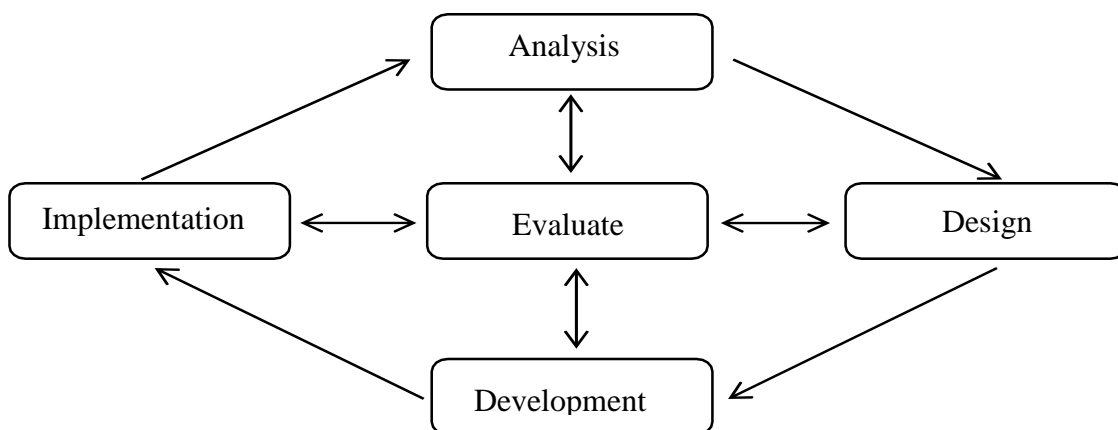 Analysis
Implementation
Evaluate
Design
Development